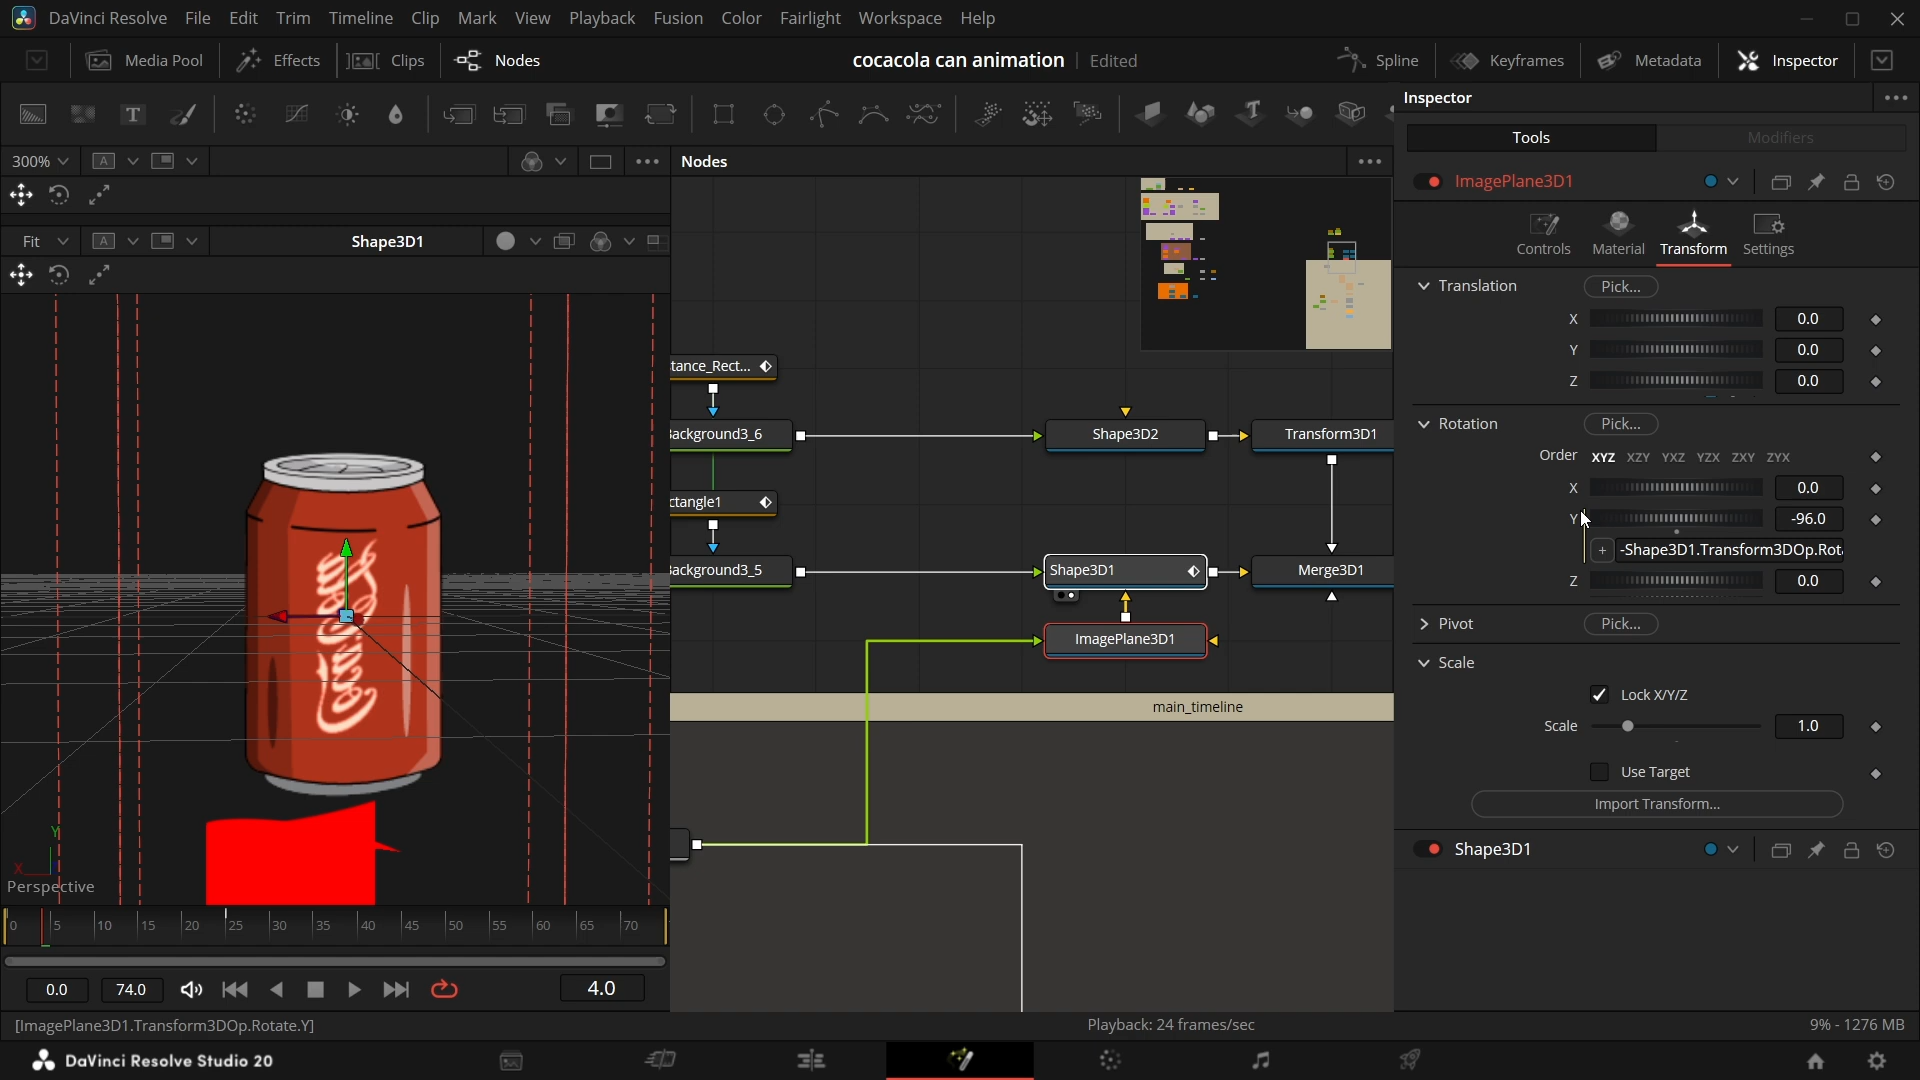 DaVinci Resolve File Edit Trim Timeline Clip Mark View Playback Fusion Color Fairlight Workspace Help
Media Pool Effects Clips Nodes cocacola can animation Edited Spline Keyframes Metadata Inspector
Inspector
Tools Modifiers
300% A Nodes
ImagePlane3D1
Fit A Shape3D1
Controls Material Transform Settings
Translation Pick...
X 0.0
Y 0.0
Z 0.0
tance_Rect...
Background3_6 Shape3D2 Transform3D1
Rotation Pick...
Order XYZ XZY YXZ YZX ZXY ZYX
X 0.0
ctangle1
Y -96.0
-Shape3D1.Transform3DOp.Rota
Background3_5 Shape3D1 Merge3D1
Z 0.0
ImagePlane3D1
Pivot Pick...
Scale
Lock X/Y/Z
main_timeline
Scale 1.0
Use Target
Import Transform...
Shape3D1
Y
X
Perspective
0 5 10 15 20 25 30 35 40 45 50 55 60 65 70
0.0 74.0 4.0
[ImagePlane3D1.Transform3DOp.Rotate.Y] Playback: 24 frames/sec 9% - 1276 MB
DaVinci Resolve Studio 20